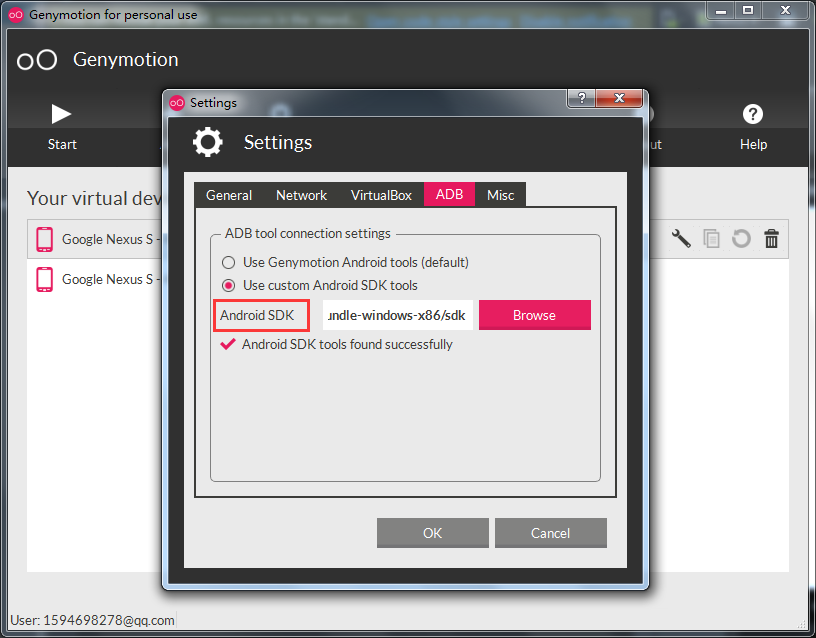 Genymotion for personal use
Genymotion
Settings
Start
ut
Help
Settings
Your virtual dev
General Network VirtualBox ADB Misc
ADB tool connection settings
Google Nexus S -
Use Genymotion Android tools (default)
Google Nexus S -
Use custom Android SDK tools
Android SDK
undle-windows-x86/sdk
Browse
Android SDK tools found successfully
OK
Cancel
User: 1594698278@qq.com